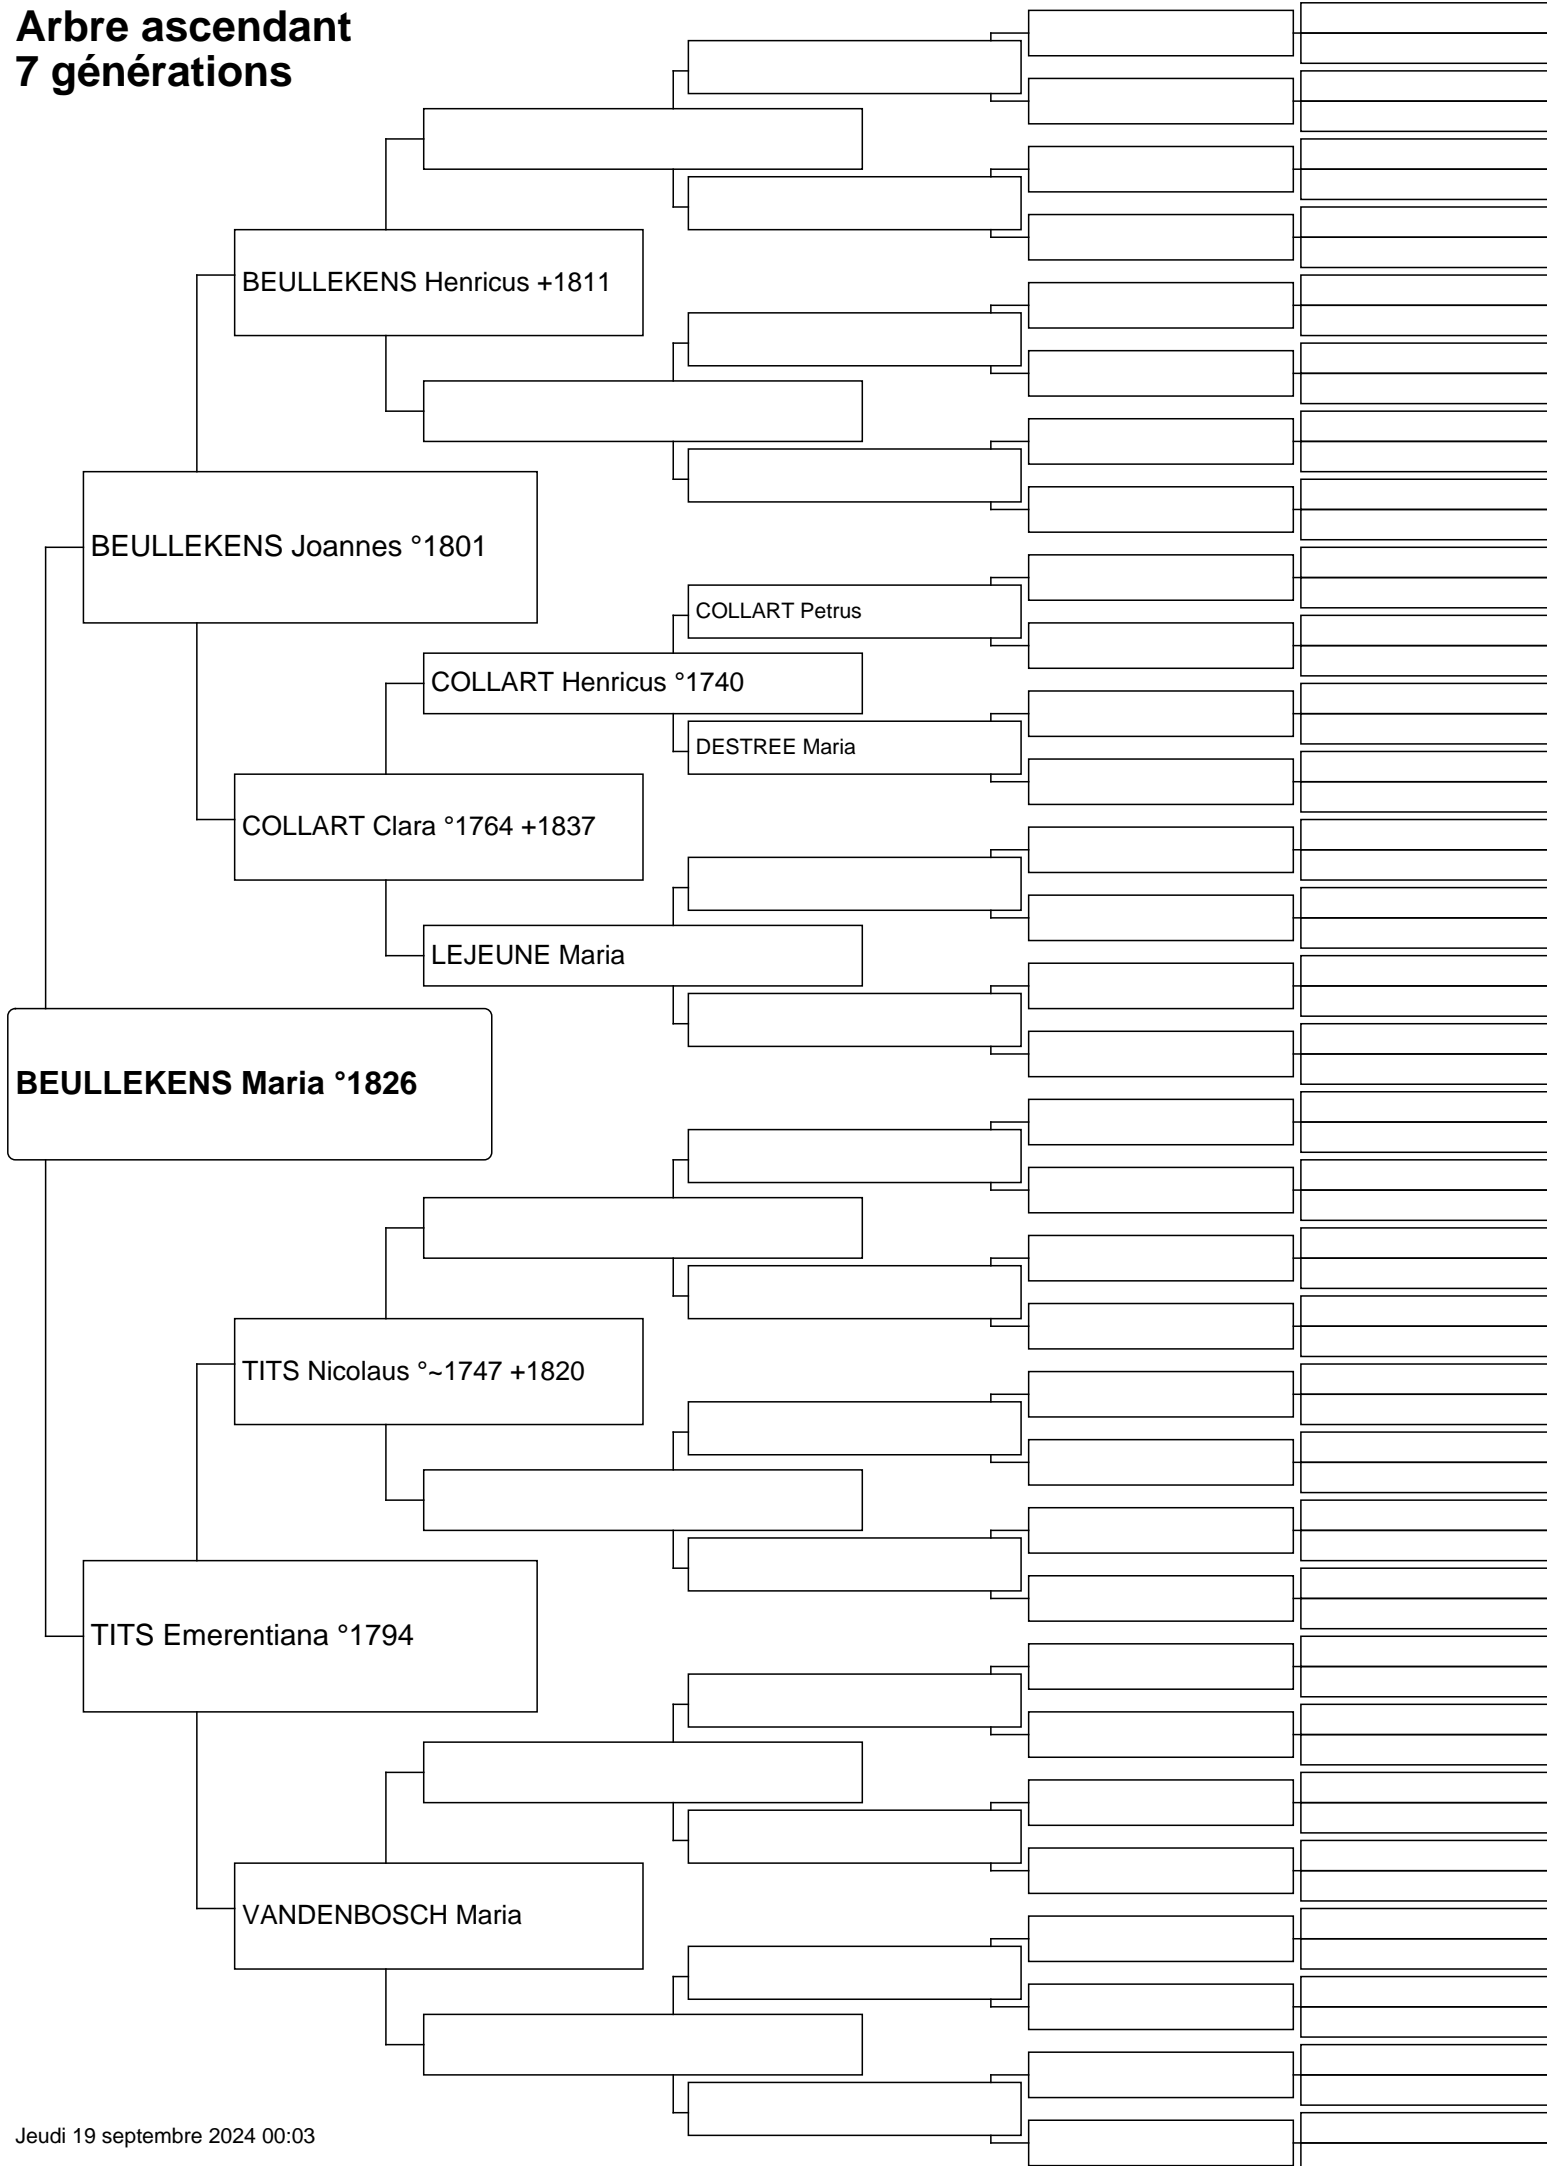 Arbre ascendant
7 générations
BEULLEKENS Henricus +1811
BEULLEKENS Joannes °1801
COLLART Petrus
COLLART Henricus °1740
DESTREE Maria
COLLART Clara °1764 +1837
LEJEUNE Maria
BEULLEKENS Maria °1826
TITS Nicolaus °~1747 +1820
TITS Emerentiana °1794
VANDENBOSCH Maria
Jeudi 19 septembre 2024 00:03